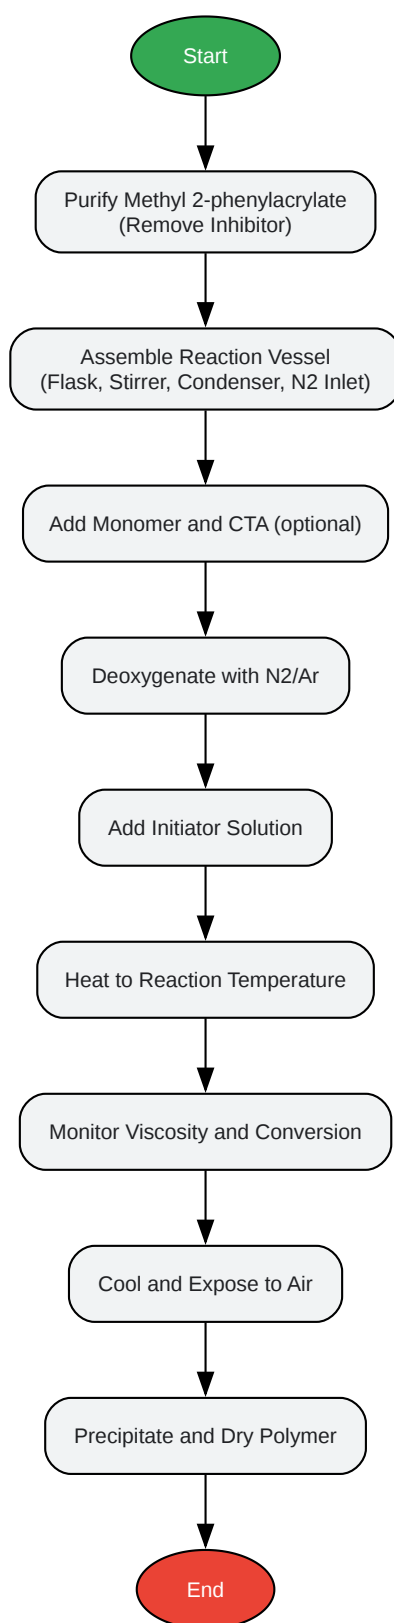 Start
Purify Methyl 2-phenylacrylate
(Remove Inhibitor)
Assemble Reaction Vessel
(Flask, Stirrer, Condenser, N2 Inlet)
Add Monomer and CTA (optional)
Deoxygenate with N2/Ar
Add Initiator Solution
Heat to Reaction Temperature
Monitor Viscosity and Conversion
Cool and Expose to Air
Precipitate and Dry Polymer
End